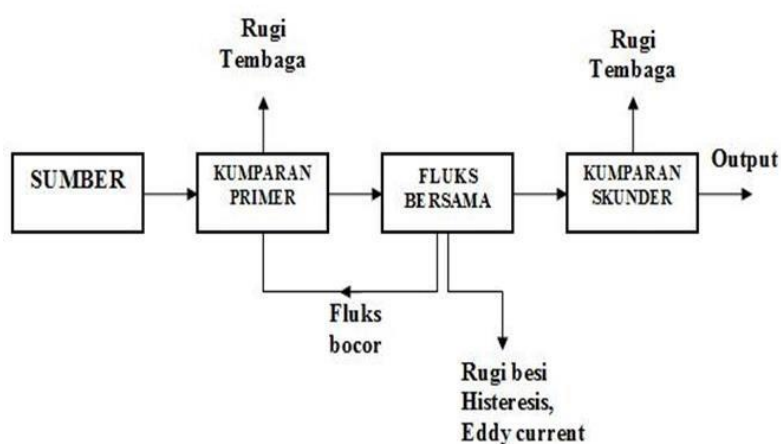 Rugi
Tembaga
Rugi
Tembaga
SUMBER
KUMPARAN
PRIMER
FLUKS
BERSAMA
KUMPARAN
SKUNDER
Output
Fluks
bocor
Rugi besi
Histeresis,
Eddy current